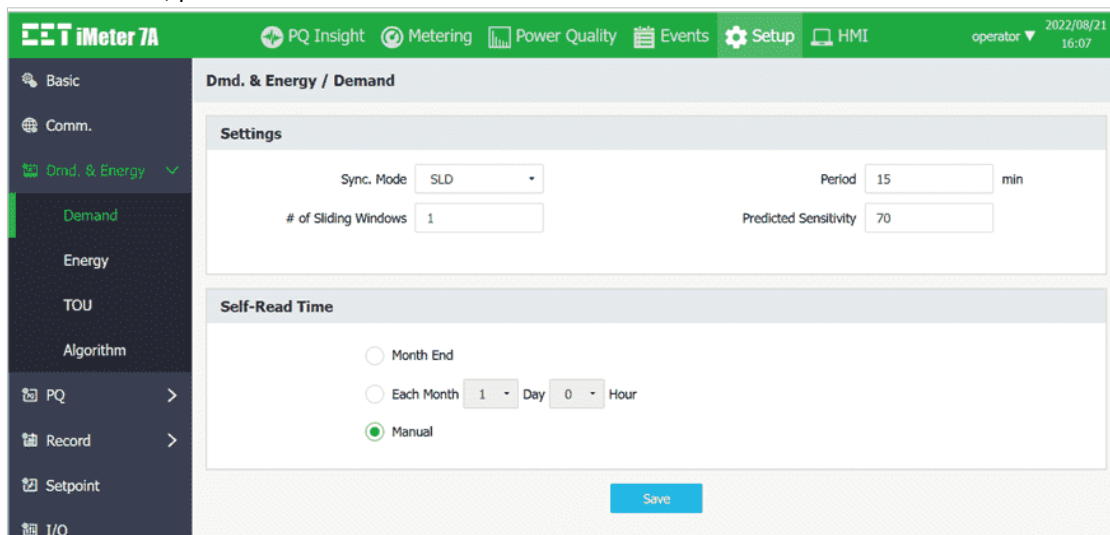 CET iMeter 7A PQ Insight Metering Power Quality Events Setup HMI operator ▼ 2022/08/21
16:07
Basic
Dmd. & Energy / Demand
Comm.
Dmd. & Energy
Demand
Energy
TOU
Algorithm
PQ
Record
Setpoint
I/O
Settings
Sync. Mode SLD Period 15 min
# of Sliding Windows 1 Predicted Sensitivity 70
Self-Read Time
Month End
Each Month 1 Day 0 Hour
Manual
Save